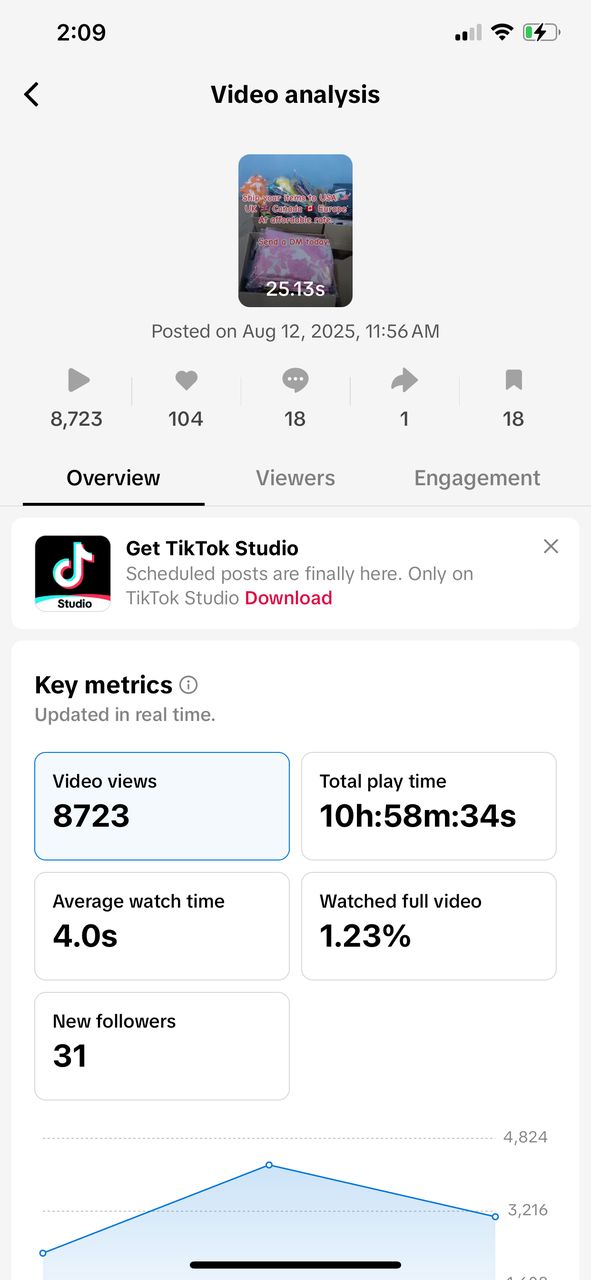 2:09
Video analysis
Ship your items to USA
UK Canada Europe
At affordable rate.
Send a DM today.
25.13s
Posted on Aug 12, 2025, 11:56 AM
8,723 104 18 1 18
Overview Viewers Engagement
Get TikTok Studio
Scheduled posts are finally here. Only on
TikTok Studio Download
Studio
Key metrics
Updated in real time.
Video views Total play time
8723 10h:58m:34s
Average watch time Watched full video
4.0s 1.23%
New followers
31
4,824
3,216